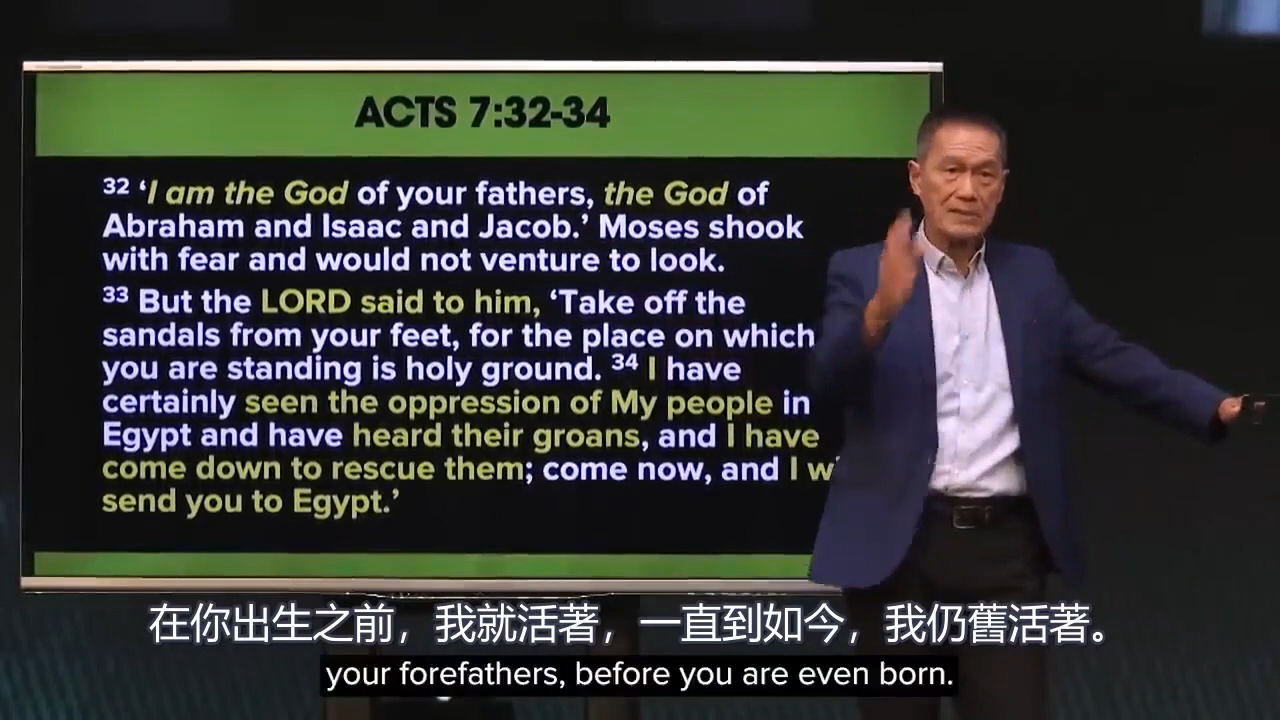 ACTS 7:32-34
32 ‘I am the God of your fathers, the God of
Abraham and Isaac and Jacob.’ Moses shook
with fear and would not venture to look.
33 But the LORD said to him, ‘Take off the
sandals from your feet, for the place on which
you are standing is holy ground. 34 I have
certainly seen the oppression of My people in
Egypt and have heard their groans, and I have
come down to rescue them; come now, and I wi
send you to Egypt.’
在你出生之前，我就活著，一直到如今，我仍舊活著。
your forefathers, before you are even born.